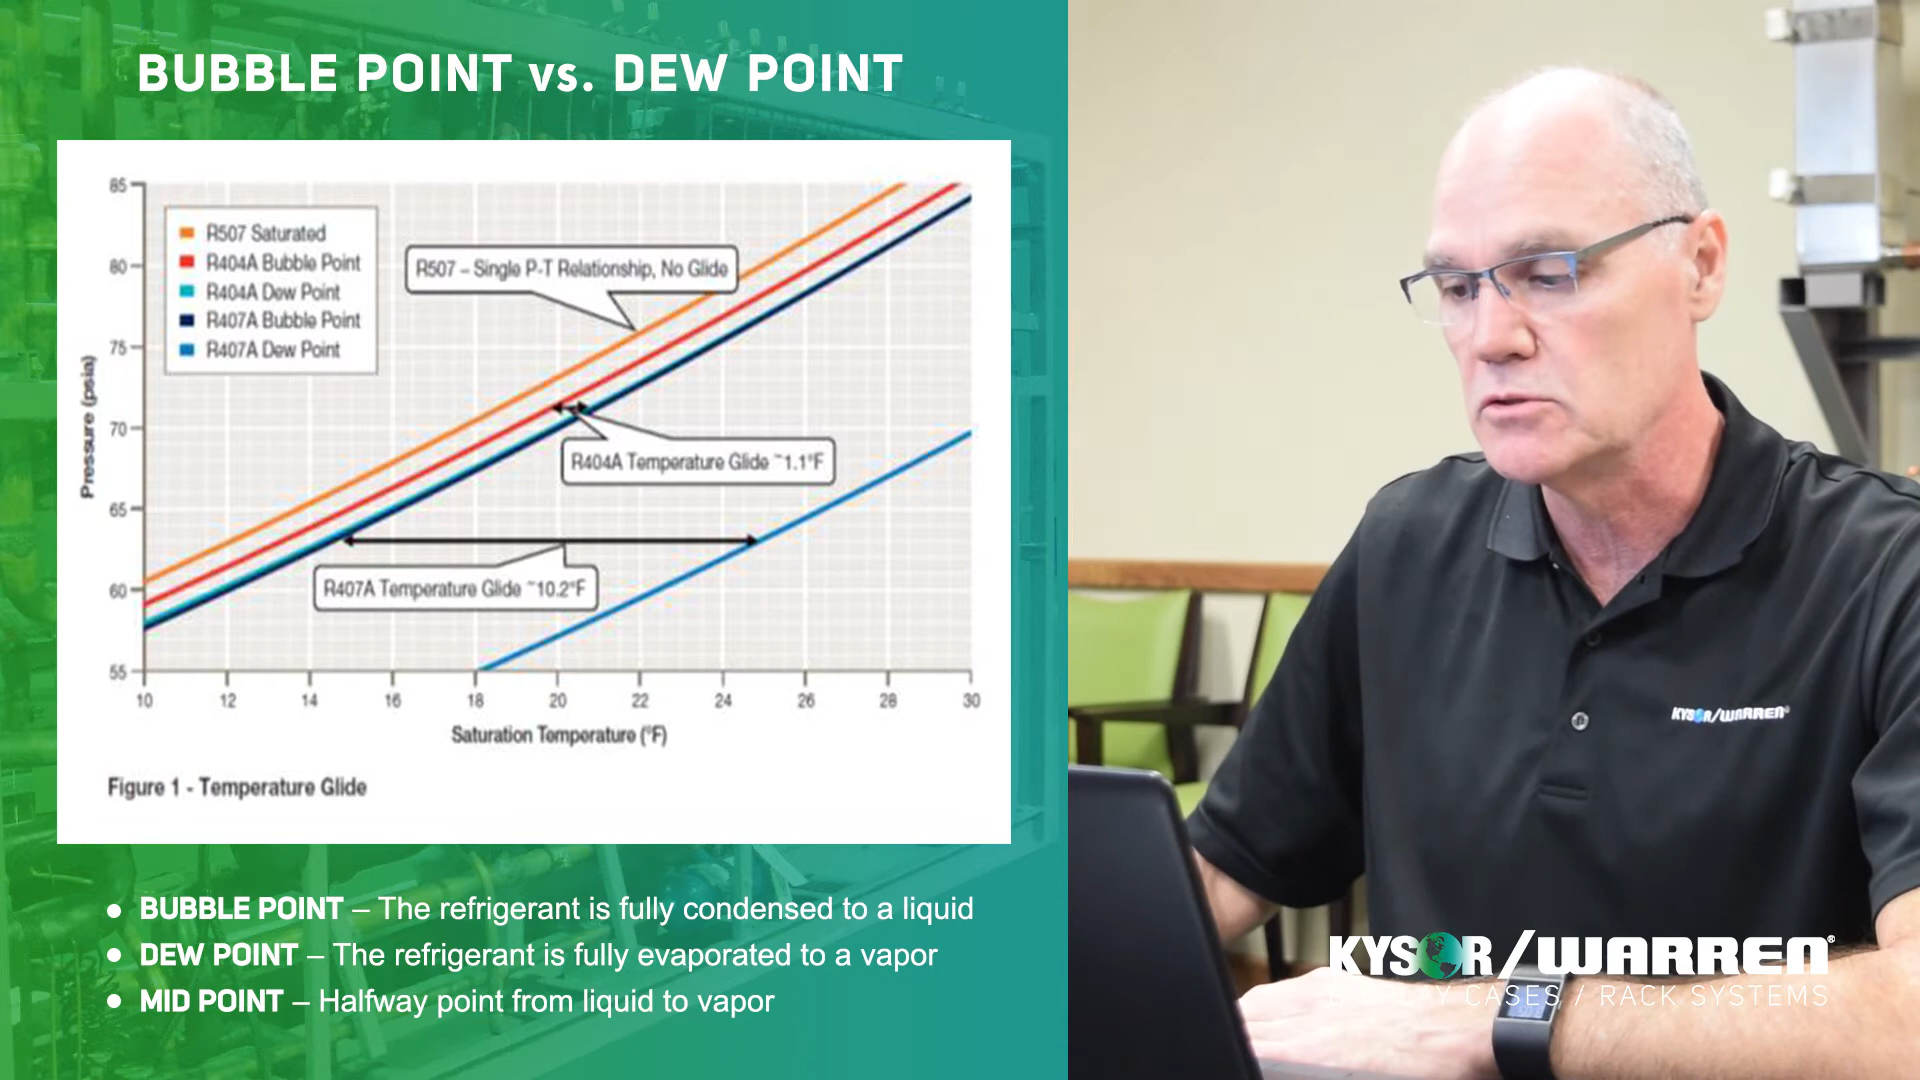 BUBBLE POINT vs. DEW POINT
85
80
75
70
65
60
55
Pressure (psia)
R507 Saturated
R404A Bubble Point
R404A Dew Point
R407A Bubble Point
R407A Dew Point
R507 – Single P-T Relationship, No Glide
R404A Temperature Glide ~1.1°F
R407A Temperature Glide ~10.2°F
10 12 14 16 18 20 22 24 26 28 30
Saturation Temperature (°F)
Figure 1 - Temperature Glide
● BUBBLE POINT – The refrigerant is fully condensed to a liquid
● DEW POINT – The refrigerant is fully evaporated to a vapor
● MID POINT – Halfway point from liquid to vapor
KYSOR/WARREN®
KYSOR/WARREN®
CASES / RACK SYSTEMS